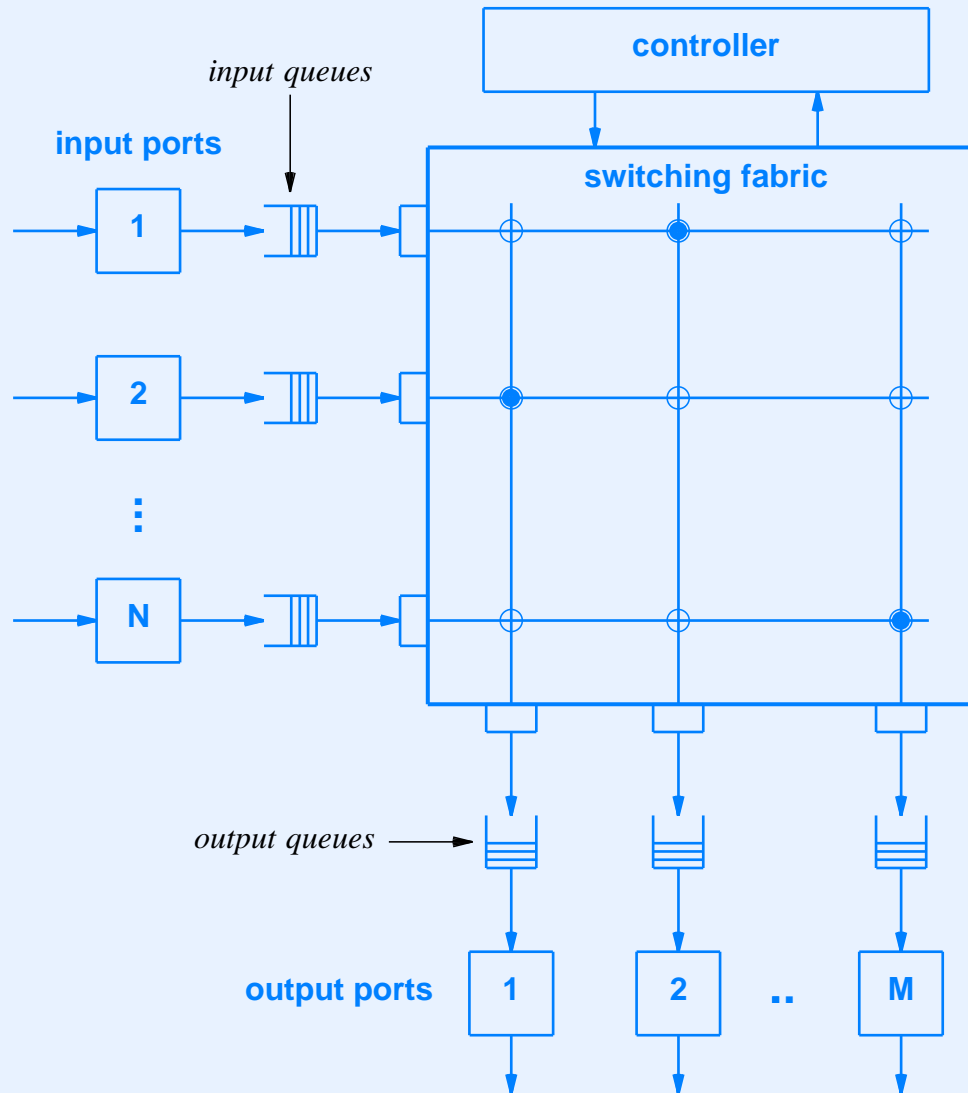 controller
input queues
input ports
switching fabric
1
2
⋮
N
output queues
output ports
1
2
..
M